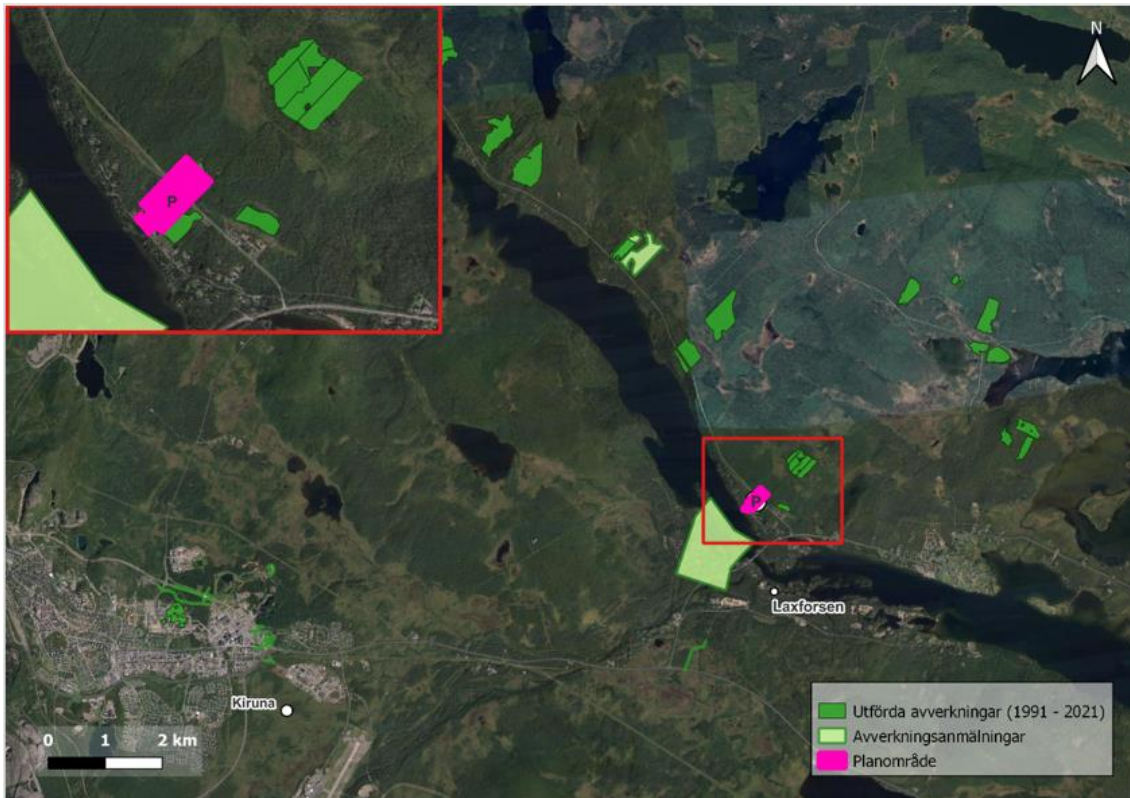 N
P
P
Laxforsen
Kiruna
0 1 2 km
Utförda avverkningar (1991 - 2021)
Avverkningsanmälningar
Planområde